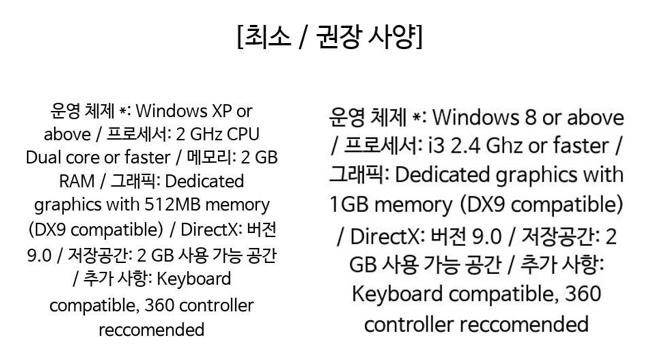 [최소 / 권장 사양]
운영 체제 *: Windows XP or
above / 프로세서: 2 GHz CPU
Dual core or faster / 메모리: 2 GB
RAM / 그래픽: Dedicated
graphics with 512MB memory
(DX9 compatible) / DirectX: 버전
9.0 / 저장공간: 2 GB 사용 가능 공간
/ 추가 사항: Keyboard
compatible, 360 controller
reccomended
운영 체제 *: Windows 8 or above
/ 프로세서: i3 2.4 Ghz or faster /
그래픽: Dedicated graphics with
1GB memory (DX9 compatible)
/ DirectX: 버전 9.0 / 저장공간: 2
GB 사용 가능 공간 / 추가 사항:
Keyboard compatible, 360
controller reccomended